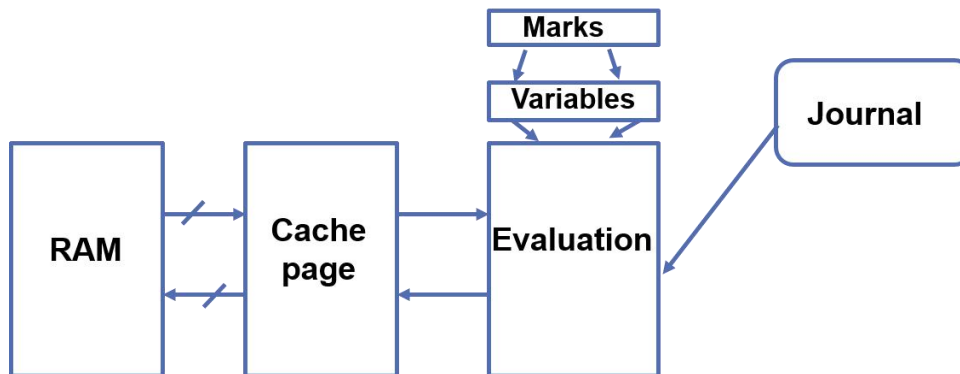 Marks
Variables
Journal
RAM
Cache
page
Evaluation